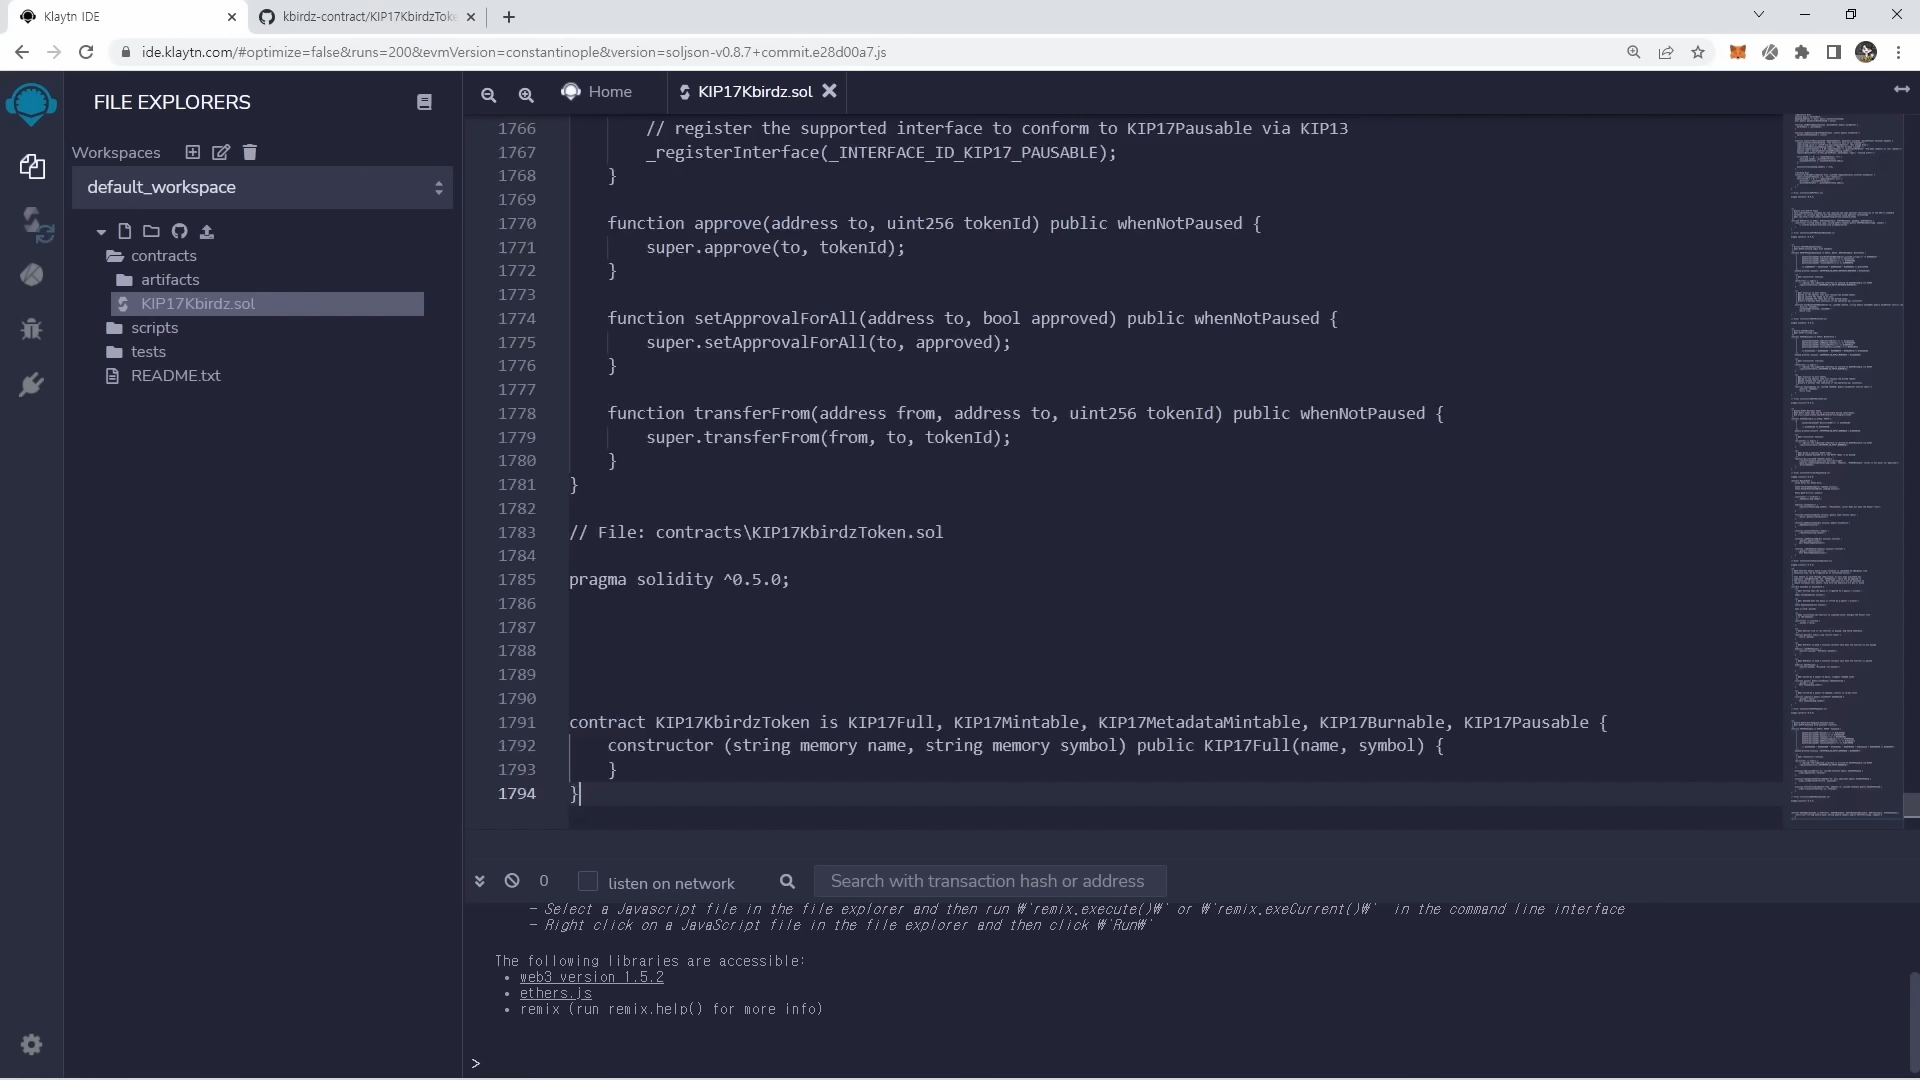 Klaytn IDE
kbirdz-contract/KIP17KbirdzToke
ide.klaytn.com/#optimize=false&runs=200&evmVersion=constantinople&version=soljson-v0.8.7+commit.e28d00a7.js
FILE EXPLORERS
Workspaces
default_workspace
contracts
artifacts
KIP17Kbirdz.sol
scripts
tests
README.txt
Home
KIP17Kbirdz.sol
1766 // register the supported interface to conform to KIP17Pausable via KIP13
1767 _registerInterface(_INTERFACE_ID_KIP17_PAUSABLE);
1768 }
1769
1770 function approve(address to, uint256 tokenId) public whenNotPaused {
1771 super.approve(to, tokenId);
1772 }
1773
1774 function setApprovalForAll(address to, bool approved) public whenNotPaused {
1775 super.setApprovalForAll(to, approved);
1776 }
1777
1778 function transferFrom(address from, address to, uint256 tokenId) public whenNotPaused {
1779 super.transferFrom(from, to, tokenId);
1780 }
1781 }
1782
1783 // File: contracts\KIP17KbirdzToken.sol
1784
1785 pragma solidity ^0.5.0;
1786
1787
1788
1789
1790
1791 contract KIP17KbirdzToken is KIP17Full, KIP17Mintable, KIP17MetadataMintable, KIP17Burnable, KIP17Pausable {
1792 constructor (string memory name, string memory symbol) public KIP17Full(name, symbol) {
1793 }
1794 }
0 listen on network Search with transaction hash or address
- Select a Javascript file in the file explorer and then run ₩`remix.execute()₩` or ₩`remix.exeCurrent()₩` in the command line interface
- Right click on a JavaScript file in the file explorer and then click ₩`Run₩`
The following libraries are accessible:
• web3 version 1.5.2
• ethers.js
• remix (run remix.help() for more info)
>